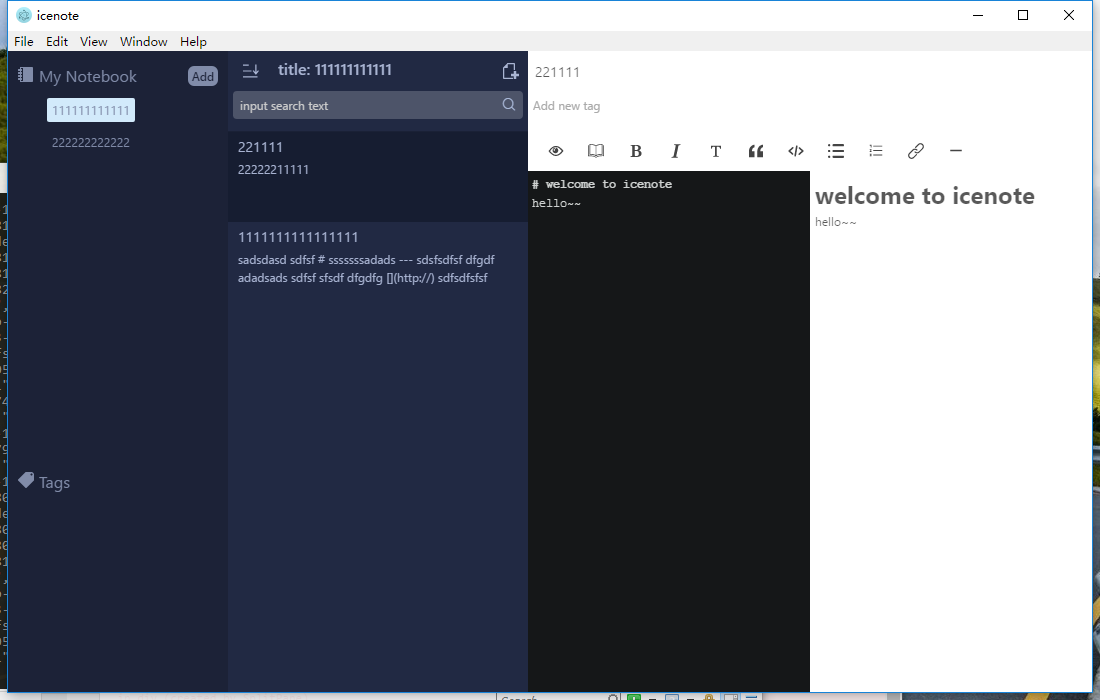 icenote
File Edit View Window Help
My Notebook
Add
111111111111
222222222222
Tags
title: 111111111111
input search text
221111
22222211111
1111111111111111
sadsdasd sdfsf # sssssssadads --- sdsfsdfsf dfgdf
adadsads sdfsf sfsdf dfgdfg [](http://) sdfsdfsfsf
221111
Add new tag
B I T
# welcome to icenote
hello~~
welcome to icenote
hello~~